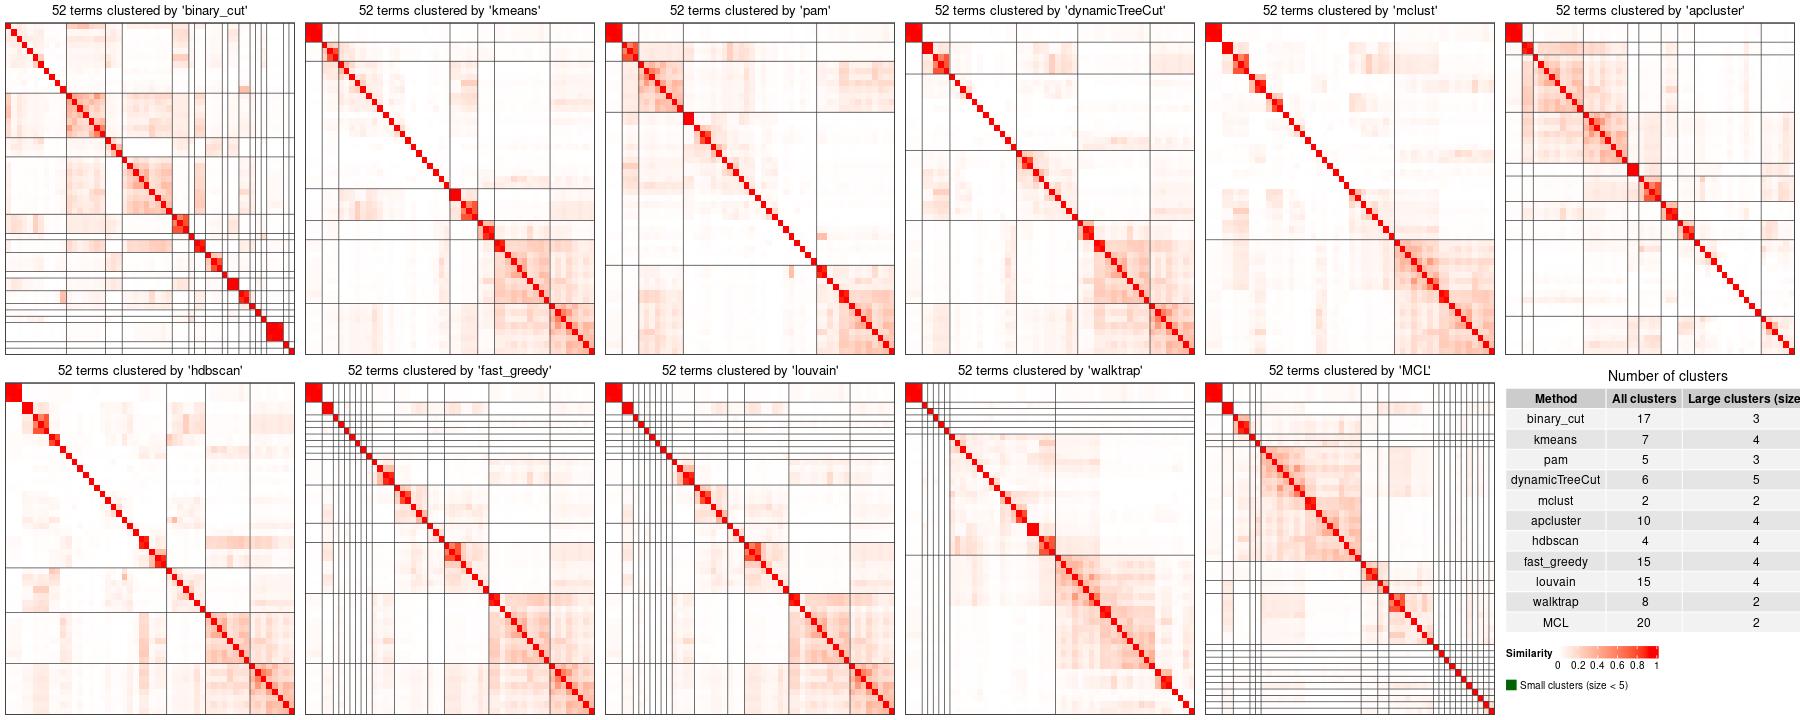 52 terms clustered by 'binary_cut'
52 terms clustered by 'kmeans'
52 terms clustered by 'pam'
52 terms clustered by 'dynamicTreeCut'
52 terms clustered by 'mclust'
52 terms clustered by 'apcluster'
52 terms clustered by 'hdbscan'
52 terms clustered by 'fast_greedy'
52 terms clustered by 'louvain'
52 terms clustered by 'walktrap'
52 terms clustered by 'MCL'
Number of clusters
Method All clusters Large clusters (size
binary_cut 17 3
kmeans 7 4
pam 5 3
dynamicTreeCut 6 5
mclust 2 2
apcluster 10 4
hdbscan 4 4
fast_greedy 15 4
louvain 15 4
walktrap 8 2
MCL 20 2
Similarity
0 0.2 0.4 0.6 0.8 1
Small clusters (size < 5)